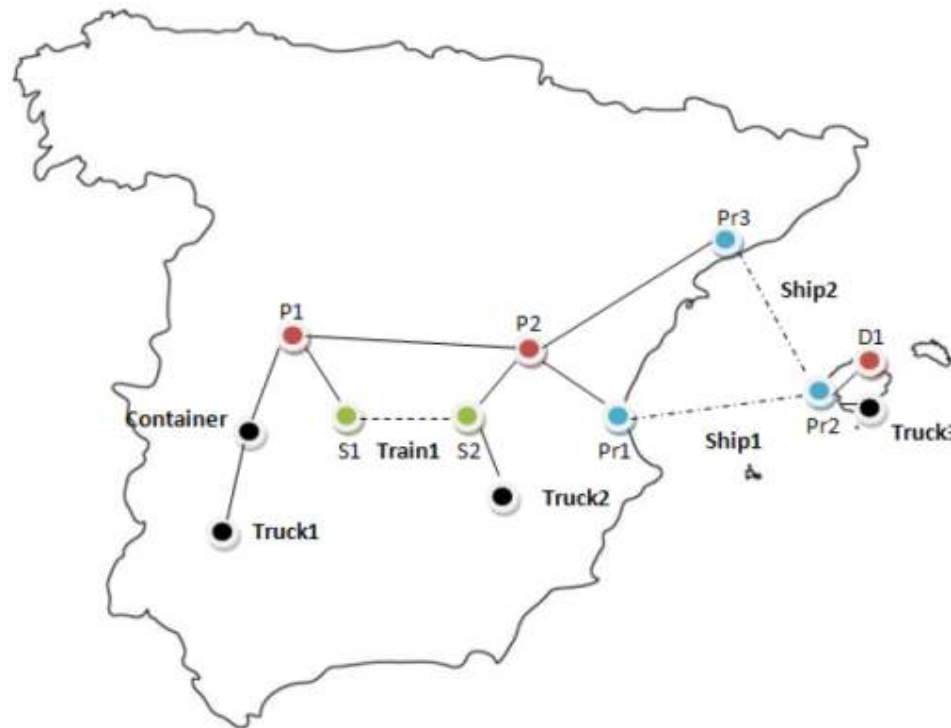 Pr3
Ship2
P1
P2
D1
Container
S1
Train1
S2
Pr1
Ship1
Pr2
Truck3
Truck2
Truck1